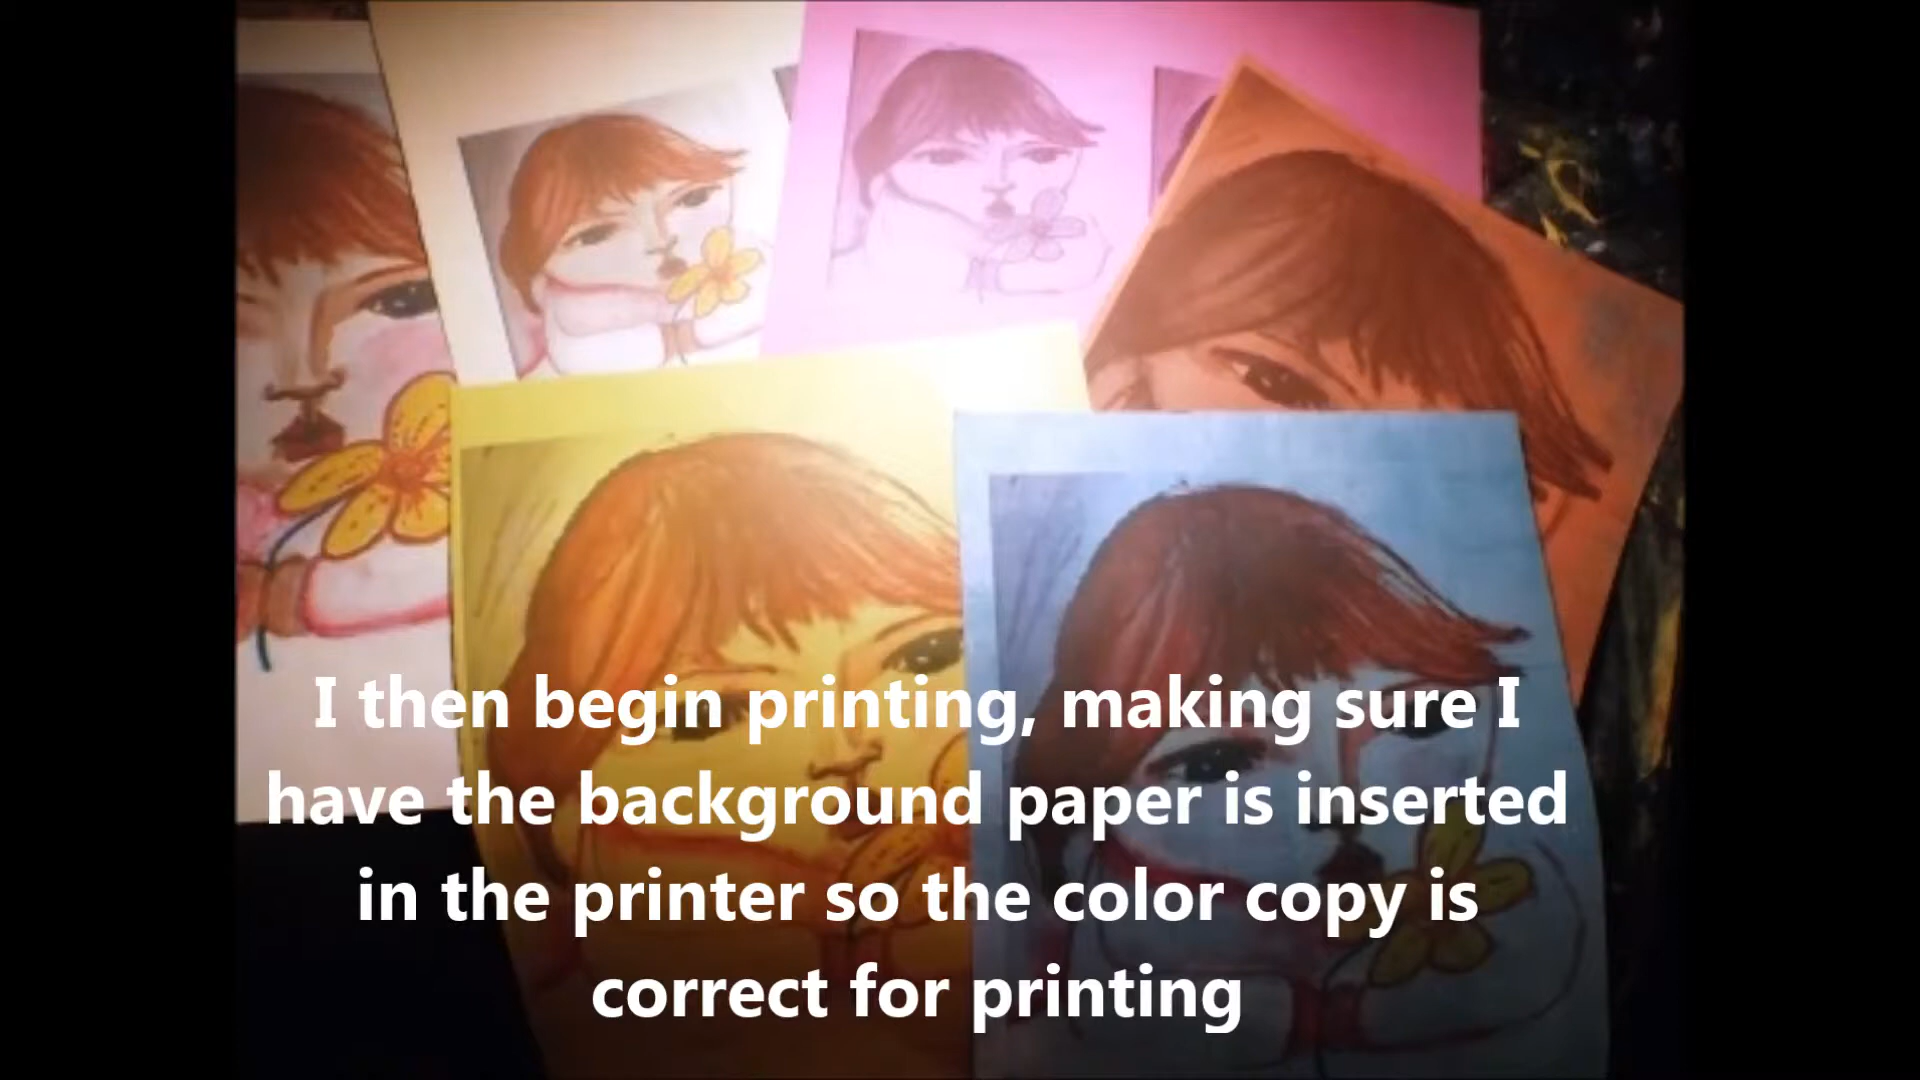 I then begin printing, making sure I
have the background paper is inserted
in the printer so the color copy is
correct for printing